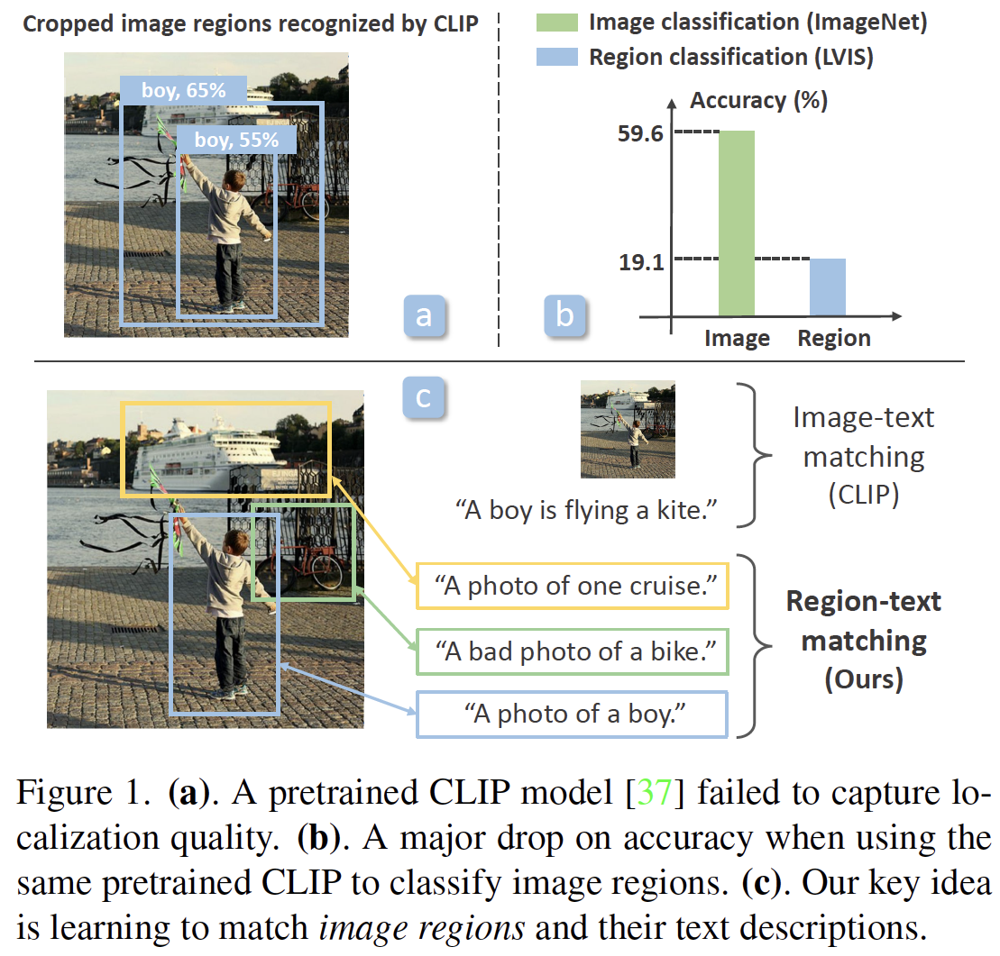 Cropped image regions recognized by CLIP
boy, 65%
boy, 55%
a
Image classification (ImageNet)
Region classification (LVIS)
Accuracy (%)
59.6
19.1
Image Region
b
c
Image-text
matching
(CLIP)
“A boy is flying a kite.”
“A photo of one cruise.”
“A bad photo of a bike.”
“A photo of a boy.”
Region-text
matching
(Ours)
Figure 1. (a). A pretrained CLIP model [37] failed to capture lo-
calization quality. (b). A major drop on accuracy when using the
same pretrained CLIP to classify image regions. (c). Our key idea
is learning to match image regions and their text descriptions.